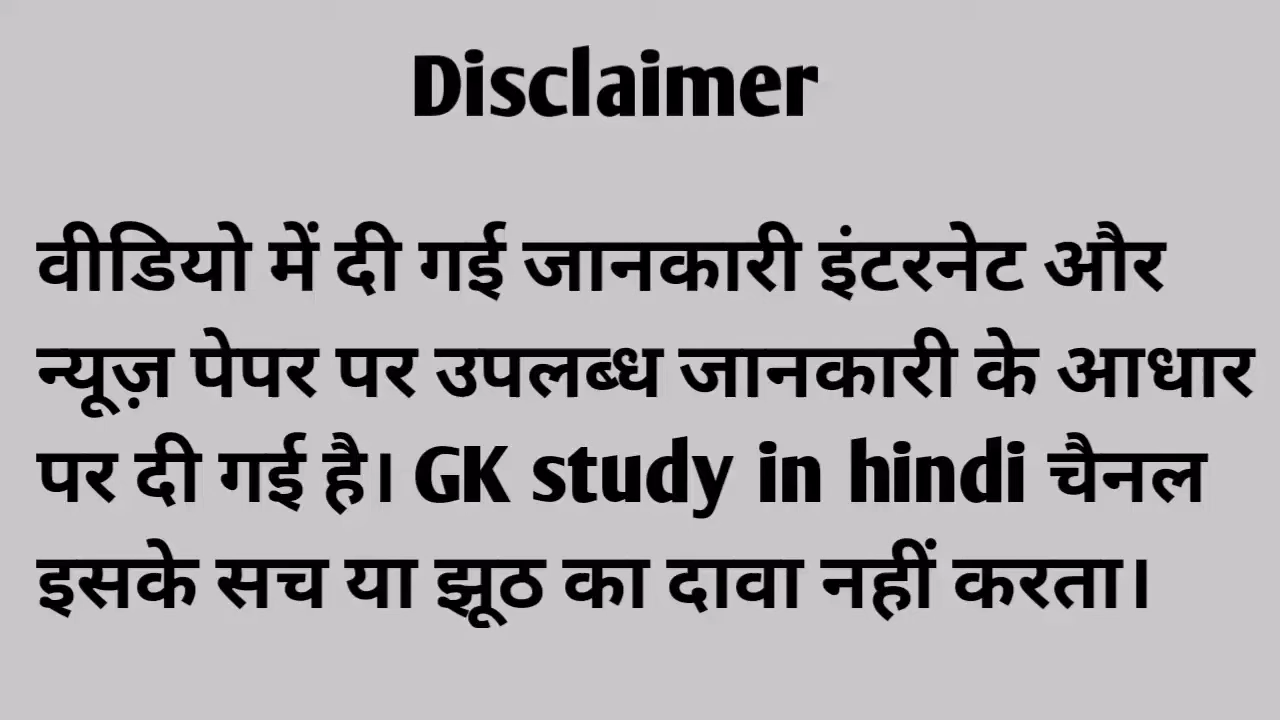 Disclaimer
वीडियो में दी गई जानकारी इंटरनेट और
न्यूज़ पेपर पर उपलब्ध जानकारी के आधार
पर दी गई है। GK study in hindi चैनल
इसके सच या झूठ का दावा नहीं करता।